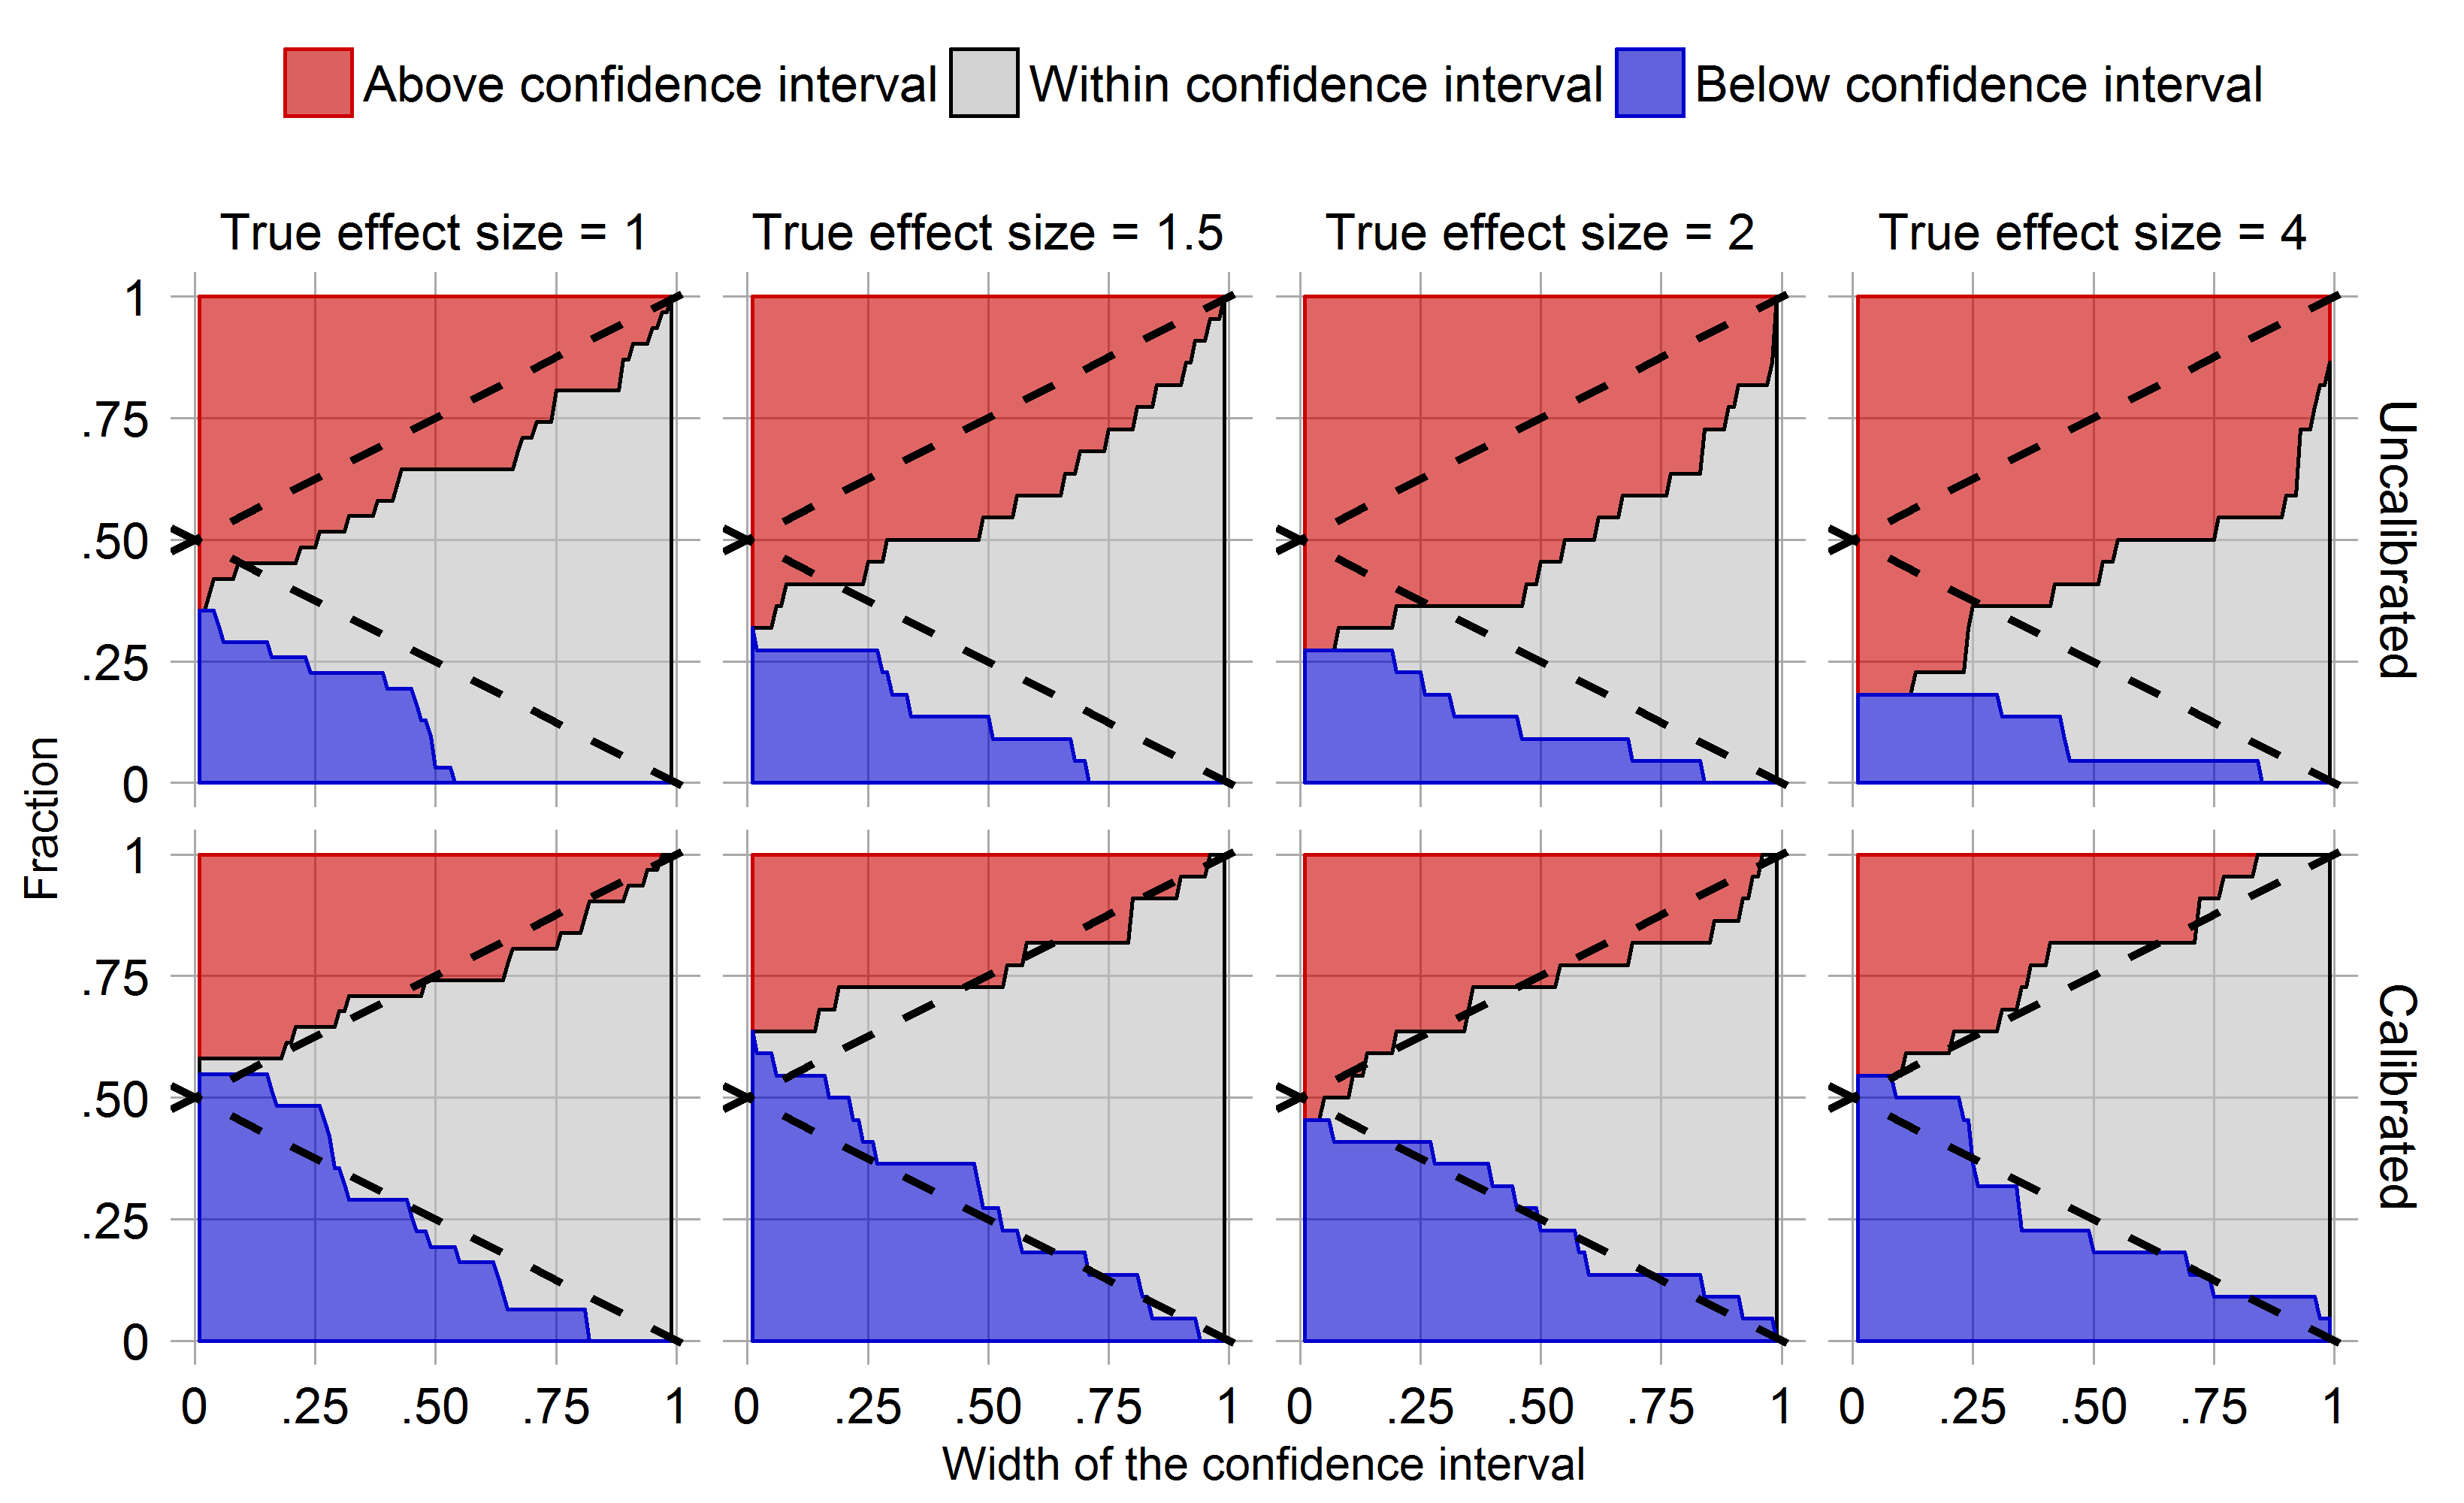 Above confidence interval Within confidence interval Below confidence interval
True effect size = 1 True effect size = 1.5 True effect size = 2 True effect size = 4
1
.75
.50
.25
0
Uncalibrated
Fraction
1
.75
.50
.25
0
Calibrated
0 .25 .50 .75 1 0 .25 .50 .75 1 0 .25 .50 .75 1 0 .25 .50 .75 1
Width of the confidence interval